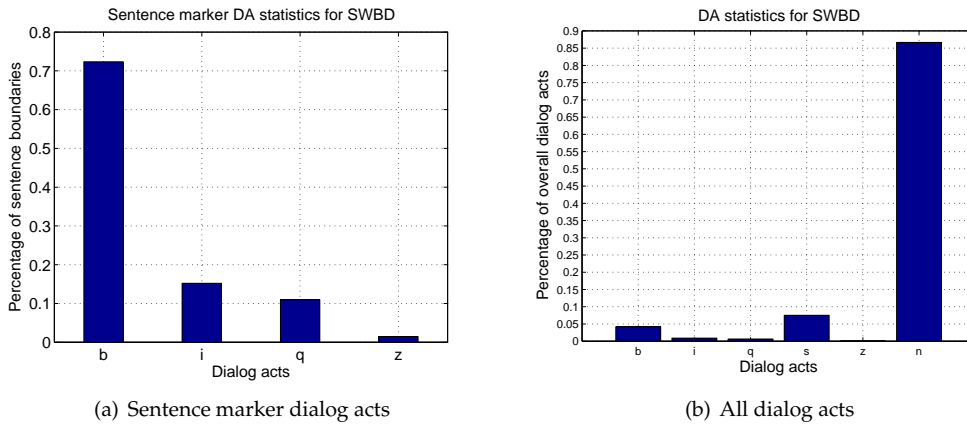 Sentence marker DA statistics for SWBD
Percentage of sentence boundaries
0.8
0.7
0.6
0.5
0.4
0.3
0.2
0.1
0
b i q z
Dialog acts
(a) Sentence marker dialog acts
DA statistics for SWBD
Percentage of overall dialog acts
0.9
0.85
0.8
0.75
0.7
0.65
0.6
0.55
0.5
0.45
0.4
0.35
0.3
0.25
0.2
0.15
0.1
0.05
0
b i q s z n
Dialog acts
(b) All dialog acts